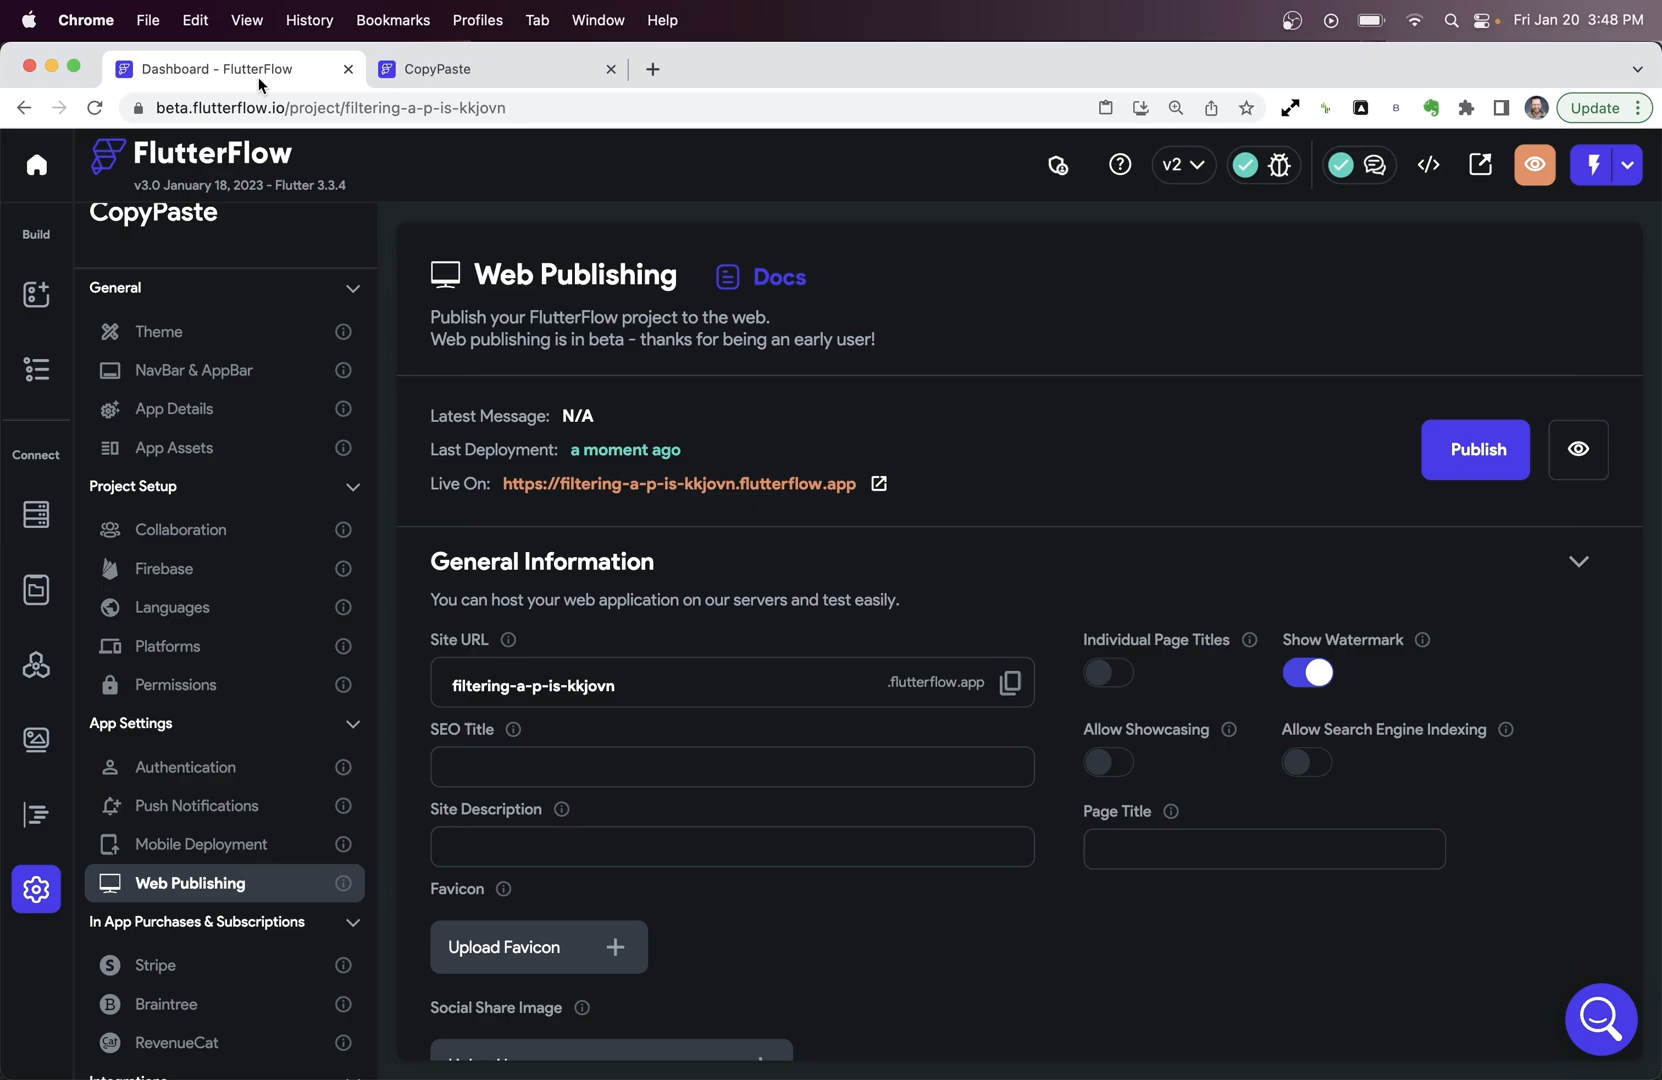 Chrome File Edit View History Bookmarks Profiles Tab Window Help Fri Jan 20 3:48 PM
Dashboard - FlutterFlow CopyPaste
beta.flutterflow.io/project/filtering-a-p-is-kkjovn B Update
FlutterFlow
v3.0 January 18, 2023 - Flutter 3.3.4
v2
CopyPaste
Build
Connect
General
Theme
NavBar & AppBar
App Details
App Assets
Project Setup
Collaboration
Firebase
Languages
Platforms
Permissions
App Settings
Authentication
Push Notifications
Mobile Deployment
Web Publishing
In App Purchases & Subscriptions
Stripe
Braintree
RevenueCat
Integrations
Web Publishing Docs
Publish your FlutterFlow project to the web.
Web publishing is in beta - thanks for being an early user!
Latest Message: N/A
Last Deployment: a moment ago
Live On: https://filtering-a-p-is-kkjovn.flutterflow.app
Publish
General Information
You can host your web application on our servers and test easily.
Site URL
filtering-a-p-is-kkjovn .flutterflow.app
SEO Title
Site Description
Favicon
Upload Favicon
Social Share Image
Individual Page Titles Show Watermark
Allow Showcasing Allow Search Engine Indexing
Page Title